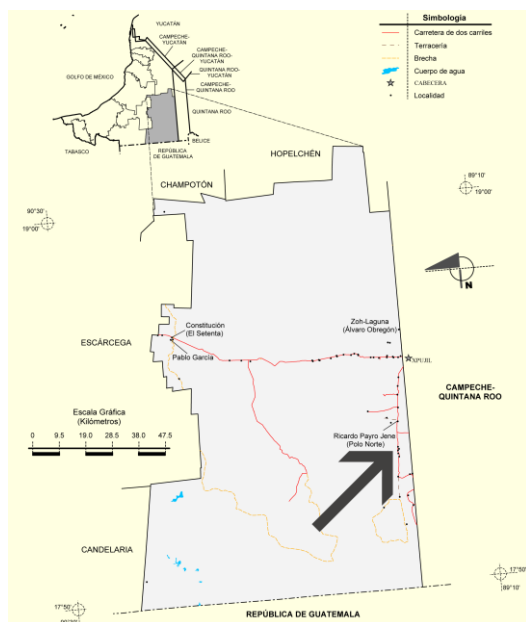 Simbología
Carretera de dos carriles
Terracería
Brecha
Cuerpo de agua
CABECERA
Localidad
YUCATÁN
CAMPECHE-
YUCATÁN
GOLFO DE MÉXICO
CAMPECHE-
QUINTANA ROO-
YUCATÁN
QUINTANA ROO-
YUCATÁN
CAMPECHE-
QUINTANA ROO
QUINTANA ROO
BELICE
TABASCO
REPÚBLICA
DE GUATEMALA
HOPELCHÉN
CHAMPOTÓN
89°10'
19°00'
90°30'
19°00'
N
Zoh-Laguna
(Álvaro Obregón)
Constitución
(El Setenta)
ESCÁRCEGA
Pablo García
XPUJIL
CAMPECHE-
QUINTANA ROO
Escala Gráfica
(Kilómetros)
0 9.5 19.0 28.5 38.0 47.5
Ricardo Payro Jene
(Polo Norte)
CANDELARIA
17°50'
89°10'
17°50'
REPÚBLICA DE GUATEMALA